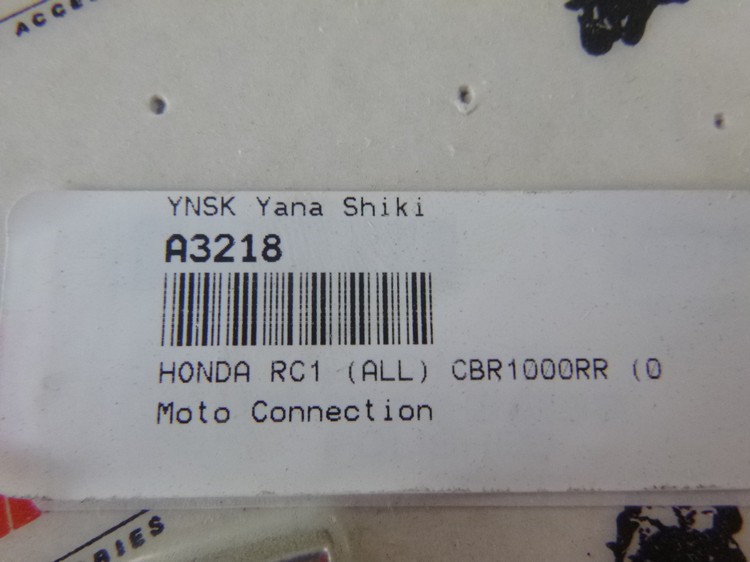 YNSK Yana Shiki
A3218
HONDA RC1 (ALL) CBR1000RR (0
Moto Connection